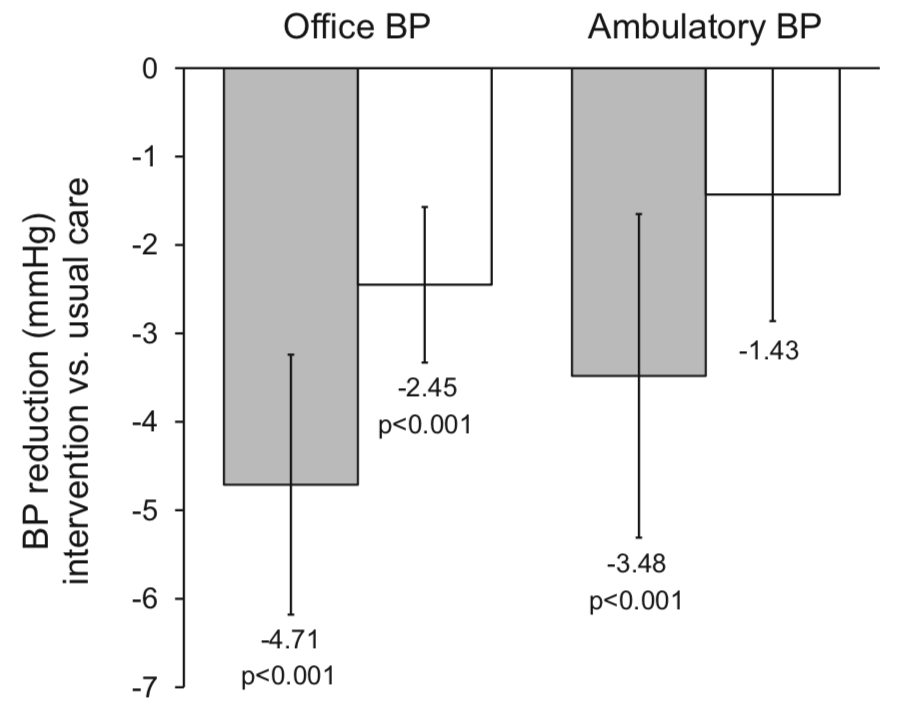 Office BP
Ambulatory BP
BP reduction (mmHg)
intervention vs. usual care
0
-1
-2
-3
-4
-5
-6
-7
-4.71
p<0.001
-2.45
p<0.001
-3.48
p<0.001
-1.43